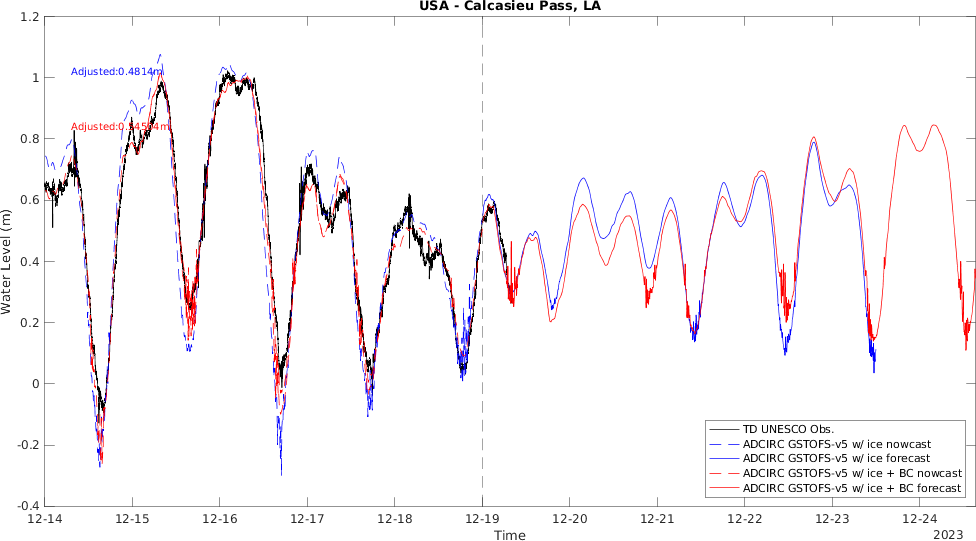 USA - Calcasieu Pass, LA
1.2
1
0.8
0.6
0.4
0.2
0
-0.2
-0.4
Water Level (m)
Adjusted:0.4814m
12-14
12-15
12-16
12-17
12-18
12-19
12-20
12-21
12-22
12-23
12-24
2023
Time
TD UNESCO Obs.
ADCIRC GSTOFS-v5 w/ ice nowcast
ADCIRC GSTOFS-v5 w/ ice forecast
ADCIRC GSTOFS-v5 w/ ice + BC nowcast
ADCIRC GSTOFS-v5 w/ ice + BC forecast